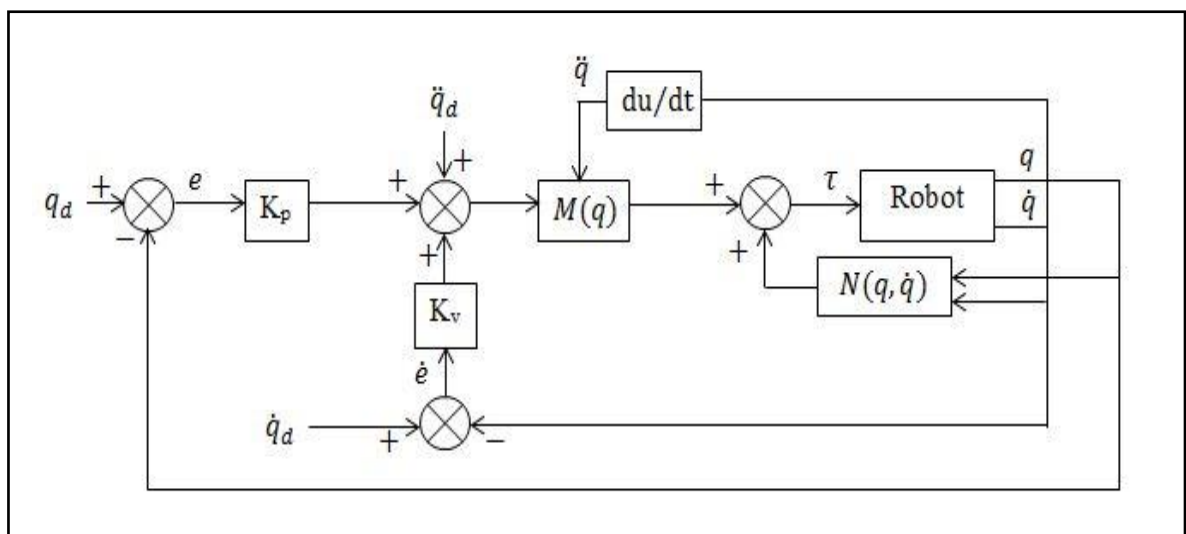 q̈
du/dt
q̈_d
+
q_d
+
e
K_p
+
M(q)
+
τ
Robot
q
q̇
−
+
+
N(q, q̇)
K_v
ė
q̇_d
+
−